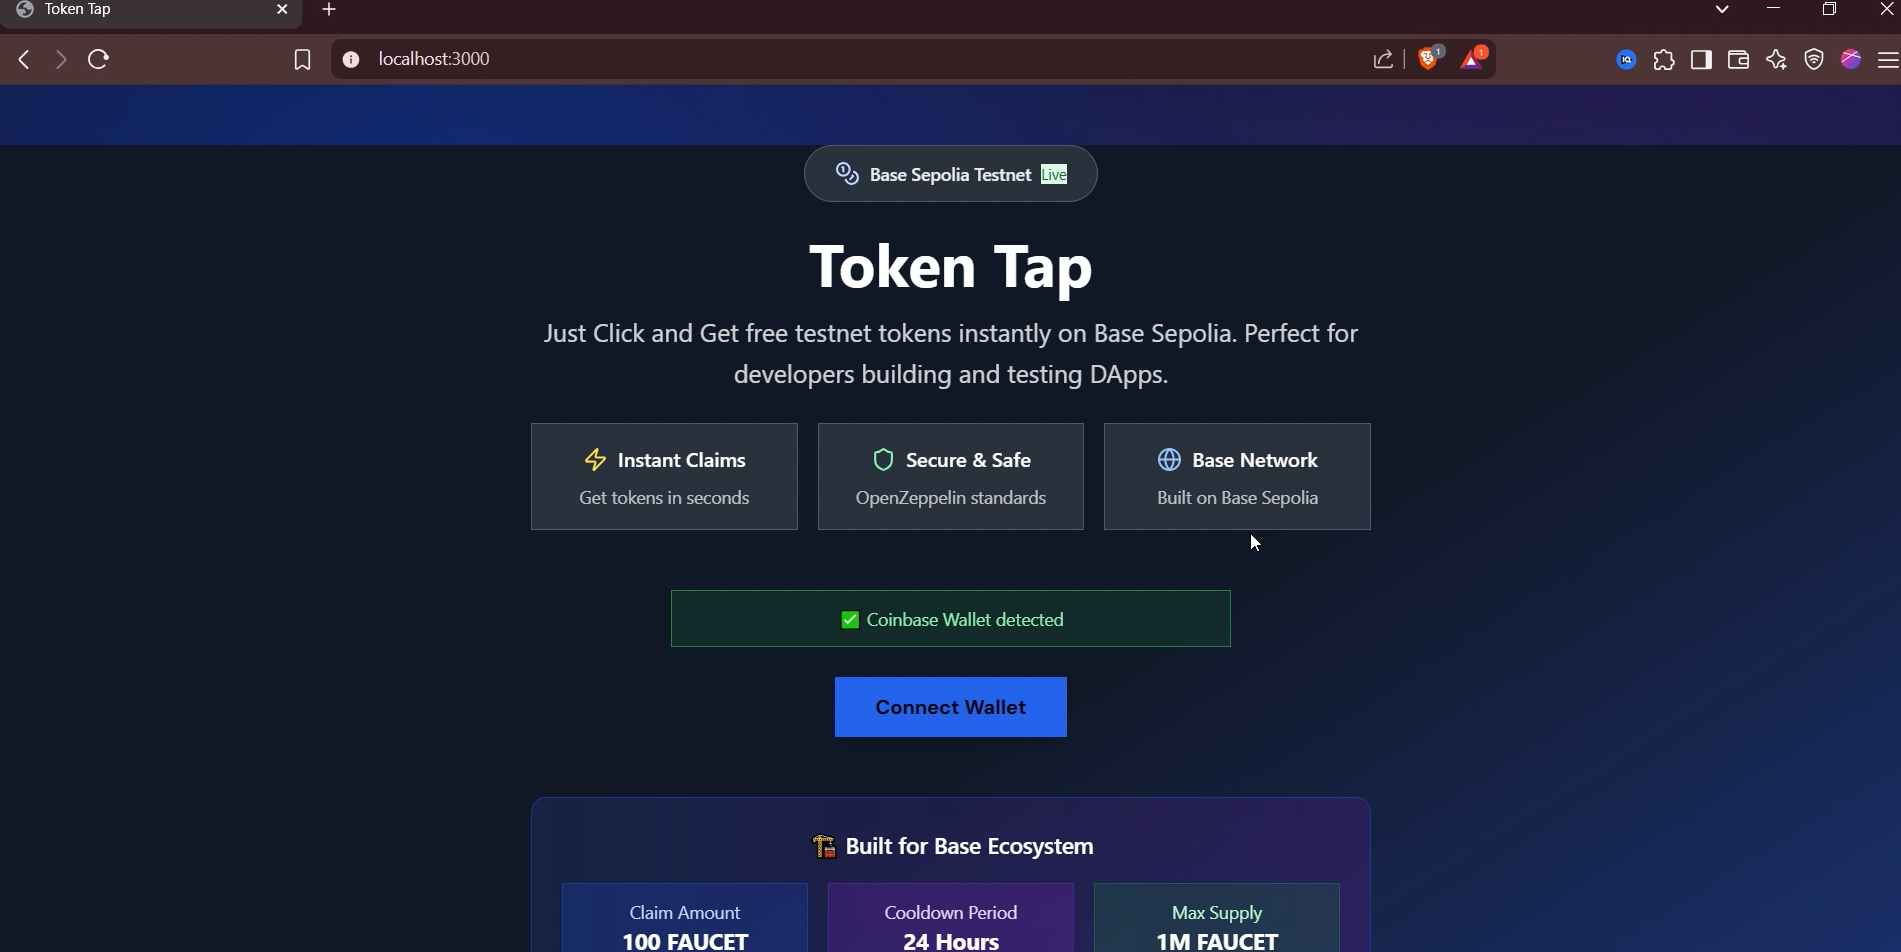 Token Tap
localhost:3000
1
1
Base Sepolia Testnet Live
Token Tap
Just Click and Get free testnet tokens instantly on Base Sepolia. Perfect for
developers building and testing DApps.
Instant Claims
Get tokens in seconds
Secure & Safe
OpenZeppelin standards
Base Network
Built on Base Sepolia
✅ Coinbase Wallet detected
Connect Wallet
🏗️ Built for Base Ecosystem
Claim Amount
100 FAUCET
Cooldown Period
24 Hours
Max Supply
1M FAUCET